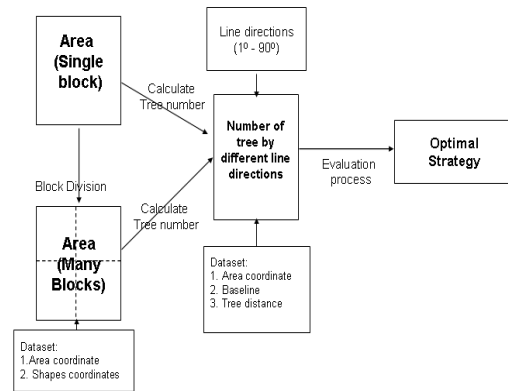 Area
(Single
block)
Line directions
(1º - 90º)
Calculate
Tree number
Number of
tree by
different line
directions
Optimal
Strategy
Evaluation
process
Block Division
Calculate
Tree number
Area
(Many
Blocks)
Dataset:
1. Area coordinate
2. Baseline
3. Tree distance
Dataset:
1.Area coordinate
2. Shapes coordinates